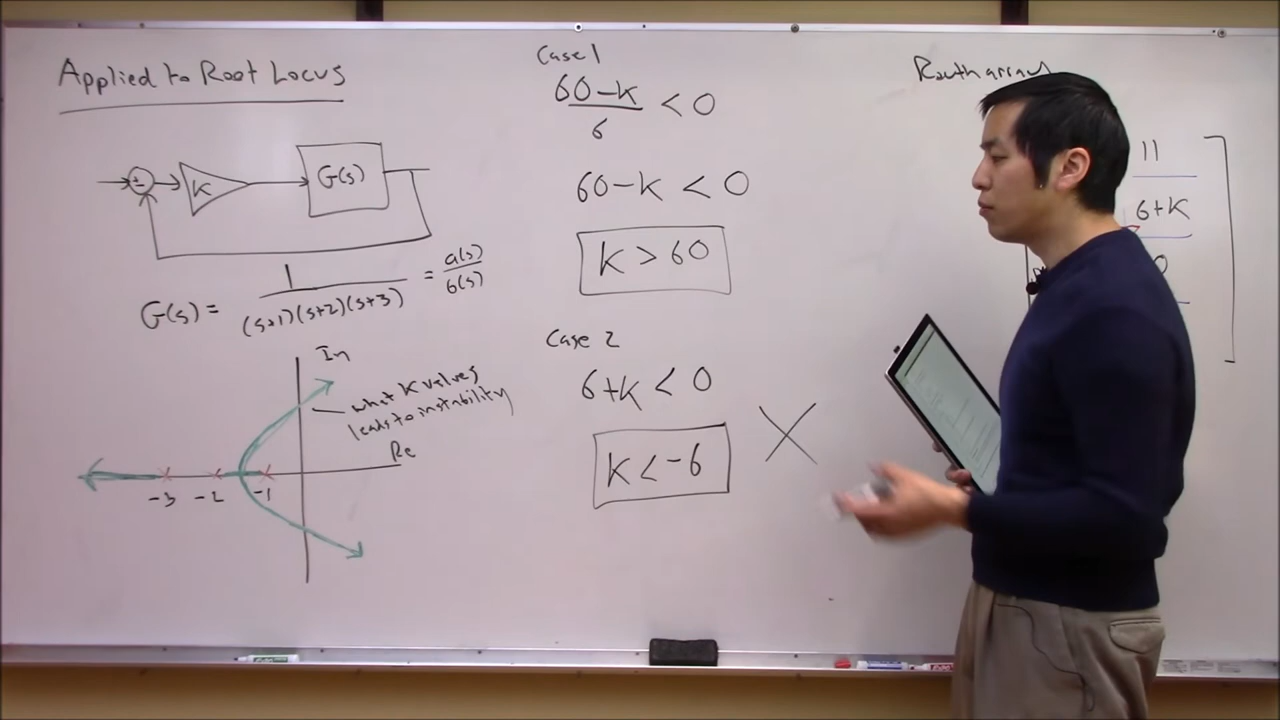 Applied to Root Locus
±
K
G(s)
G(s) = 1 / (s+1)(s+2)(s+3) = a(s) / b(s)
Im
what K values
leads to instability
Re
-3 -2 -1
Case 1
60-K / 6 < 0
60-K < 0
K > 60
Case 2
6+K < 0
K < -6
Routh array
11
6+K
0